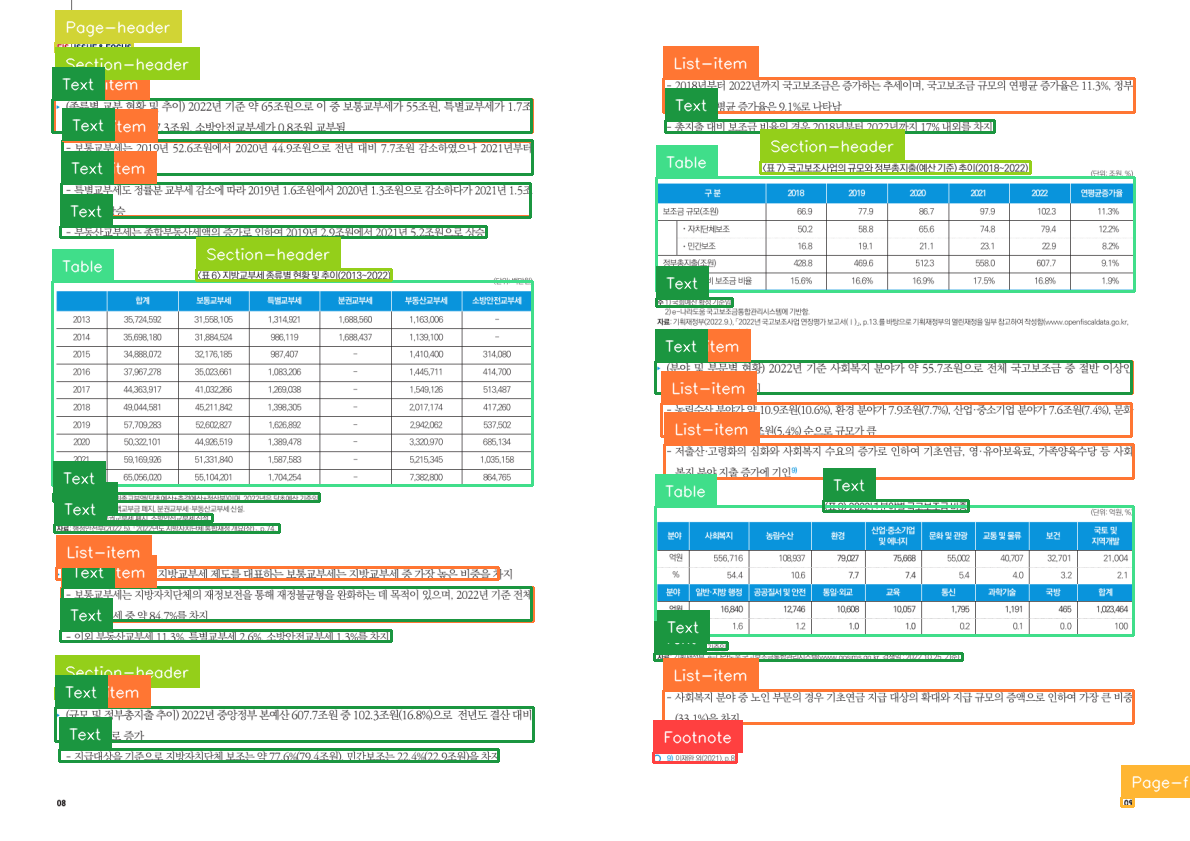 Page-header
Section-header
Text
(종류별 교부 현황 및 추이) 2022년 기준 약 65조원으로 이 중 보통교부세가 55조원, 특별교부세가 1.7조
Text
7.3조원, 소방안전교부세가 0.8조원 교부됨
- 보통교부세는 2019년 52.6조원에서 2020년 44.9조원으로 전년 대비 7.7조원 감소하였으나 2021년부터
Text
- 특별교부세도 정률분 교부세 감소에 따라 2019년 1.6조원에서 2020년 1.3조원으로 감소하다가 2021년 1.5조
Text
- 부동산교부세는 종합부동산세액의 증가로 인하여 2019년 2.9조원에서 2021년 5.2조원으로 상승
Section-header
Table
<표 6> 지방교부세 종류별 현황 및 추이(2013~2022)
합계 보통교부세 특별교부세 분권교부세 부동산교부세 소방안전교부세
2013 35,724,592 31,558,105 1,314,921 1,688,560 1,163,006 -
2014 35,698,180 31,884,524 986,119 1,688,437 1,139,100 -
2015 34,888,072 32,176,185 987,407 - 1,410,400 314,080
2016 37,967,278 35,023,661 1,083,206 - 1,445,711 414,700
2017 44,363,917 41,032,266 1,269,038 - 1,549,126 513,487
2018 49,044,581 45,211,842 1,398,305 - 2,017,174 417,260
2019 57,709,283 52,602,827 1,626,892 - 2,942,062 537,502
2020 50,322,101 44,926,519 1,389,478 - 3,320,970 685,134
2021 59,169,926 51,331,840 1,587,583 - 5,215,345 1,035,158
65,056,020 55,104,201 1,704,254 - 7,382,800 864,765
Text
Text
List-item
지방교부세 제도를 대표하는 보통교부세는 지방교부세 중 가장 높은 비중을 차지
Text
- 보통교부세는 지방자치단체의 재정보전을 통해 재정불균형을 완화하는 데 목적이 있으며, 2022년 기준 전체
Text
세 중 약 84.7%를 차지
- 이외 부동산교부세 11.3%, 특별교부세 2.6%, 소방안전교부세 1.3%를 차지
Section-header
Text
(규모 및 정부총지출 추이) 2022년 중앙정부 본예산 607.7조원 중 102.3조원(16.8%)으로 전년도 결산 대비
Text
로 증가
- 지급대상을 기준으로 지방자치단체 보조는 약 77.6%(79.4조원), 민간보조는 22.4%(22.9조원)을 차지
08
List-item
- 2018년부터 2022년까지 국고보조금은 증가하는 추세이며, 국고보조금 규모의 연평균 증가율은 11.3%, 정부
Text
평균 증가율은 9.1%로 나타남
- 총지출 대비 보조금 비율의 경우 2018년부터 2022년까지 17% 내외를 차지
Section-header
Table
<표 7> 국고보조사업의 규모와 정부총지출(예산 기준) 추이(2018~2022)
(단위: 조원, %)
구 분 2018 2019 2020 2021 2022 연평균증가율
보조금 규모(조원) 66.9 77.9 86.7 97.9 102.3 11.3%
· 자치단체보조 50.2 58.8 65.6 74.8 79.4 12.2%
· 민간보조 16.8 19.1 21.1 23.1 22.9 8.2%
정부총지출(조원) 428.8 469.6 512.3 558.0 607.7 9.1%
Text
보조금 비율 15.6% 16.6% 16.9% 17.5% 16.8% 1.9%
2) e-나라도움 국고보조금통합관리시스템에 기반함.
자료: 기획재정부(2022.9.), 「2022년 국고보조사업 연장평가 보고서(Ⅰ)」, p.13.를 바탕으로 기획재정부의 열린재정을 일부 참고하여 작성함(www.openfiscaldata.go.kr,
Text
(분야 및 부문별 현황) 2022년 기준 사회복지 분야가 약 55.7조원으로 전체 국고보조금 중 절반 이상인
List-item
- 농림수산 분야가 약 10.9조원(10.6%), 환경 분야가 7.9조원(7.7%), 산업·중소기업 분야가 7.6조원(7.4%), 문화
List-item
조원(5.4%) 순으로 규모가 큼
- 저출산·고령화의 심화와 사회복지 수요의 증가로 인하여 기초연금, 영·유아보육료, 가족양육수당 등 사회
복지 분야 지출 증가에 기인9)
Table
Text
(단위: 억원, %)
분야 사회복지 농림수산 환경 산업·중소기업 및 에너지 문화 및 관광 교통 및 물류 보건 국토 및 지역개발
억원 556,716 108,937 79,027 75,668 55,002 40,707 32,701 21,004
% 54.4 10.6 7.7 7.4 5.4 4.0 3.2 2.1
분야 일반·지방 행정 공공질서 및 안전 통일·외교 교육 통신 과학기술 국방 합계
억원 16,840 12,746 10,608 10,057 1,795 1,191 465 1,023,464
Text
1.6 1.2 1.0 1.0 0.2 0.1 0.0 100
List-item
- 사회복지 분야 중 노인 부문의 경우 기초연금 지급 대상의 확대와 지급 규모의 증액으로 인하여 가장 큰 비중
(33.1%)을 차지
Footnote
9) 이재완 외(2021), p.8
Page-f
09